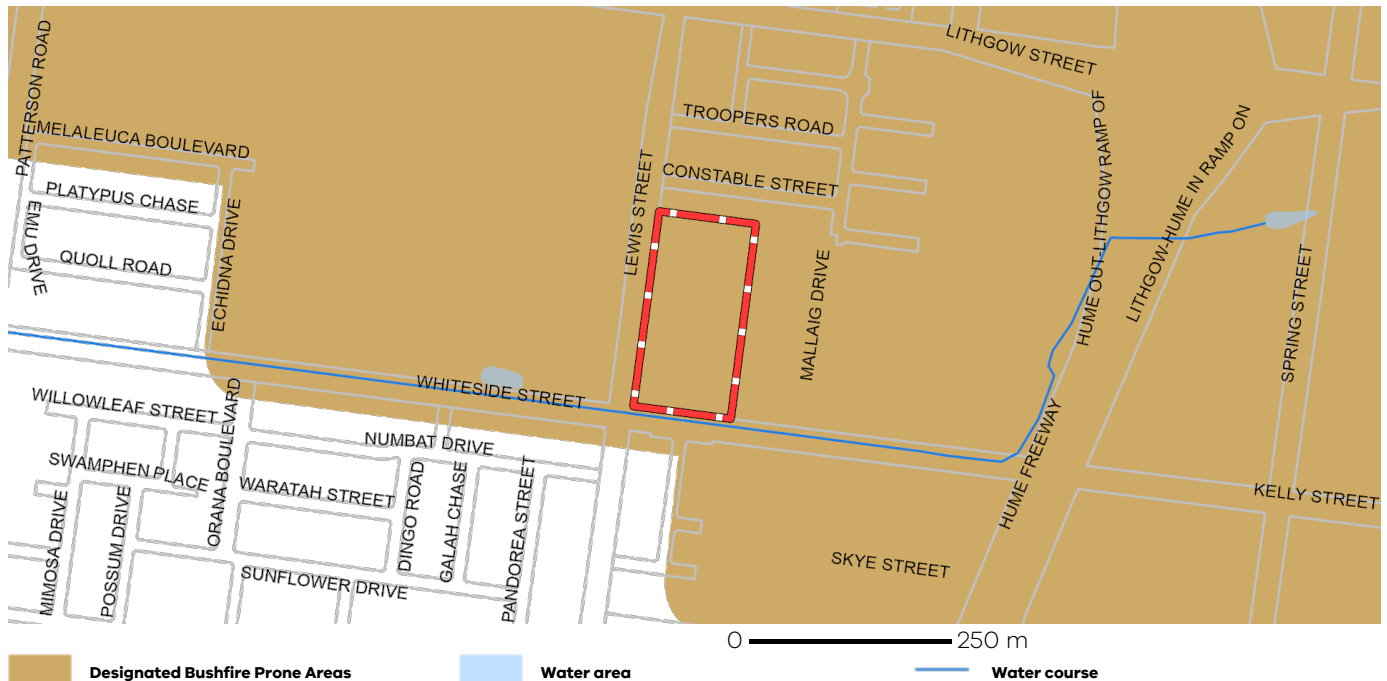 LITHGOW STREET
PATTERSON ROAD
TROOPERS ROAD
MELALEUCA BOULEVARD
CONSTABLE STREET
PLATYPUS CHASE
LEWIS STREET
HUME OUT-LITHGOW RAMP OF
LITHGOW-HUME IN RAMP ON
EMU DRIVE
ECHIDNA DRIVE
QUOLL ROAD
MALLAIG DRIVE
SPRING STREET
WHITESIDE STREET
WILLOWLEAF STREET
ORANA BOULEVARD
NUMBAT DRIVE
SWAMPHEN PLACE
WARATAH STREET
DINGO ROAD
GALAH CHASE
PANDOREA STREET
HUME FREEWAY
KELLY STREET
MIMOSA DRIVE
POSSUM DRIVE
SUNFLOWER DRIVE
SKYE STREET
0 250 m
Designated Bushfire Prone Areas
Water area
Water course